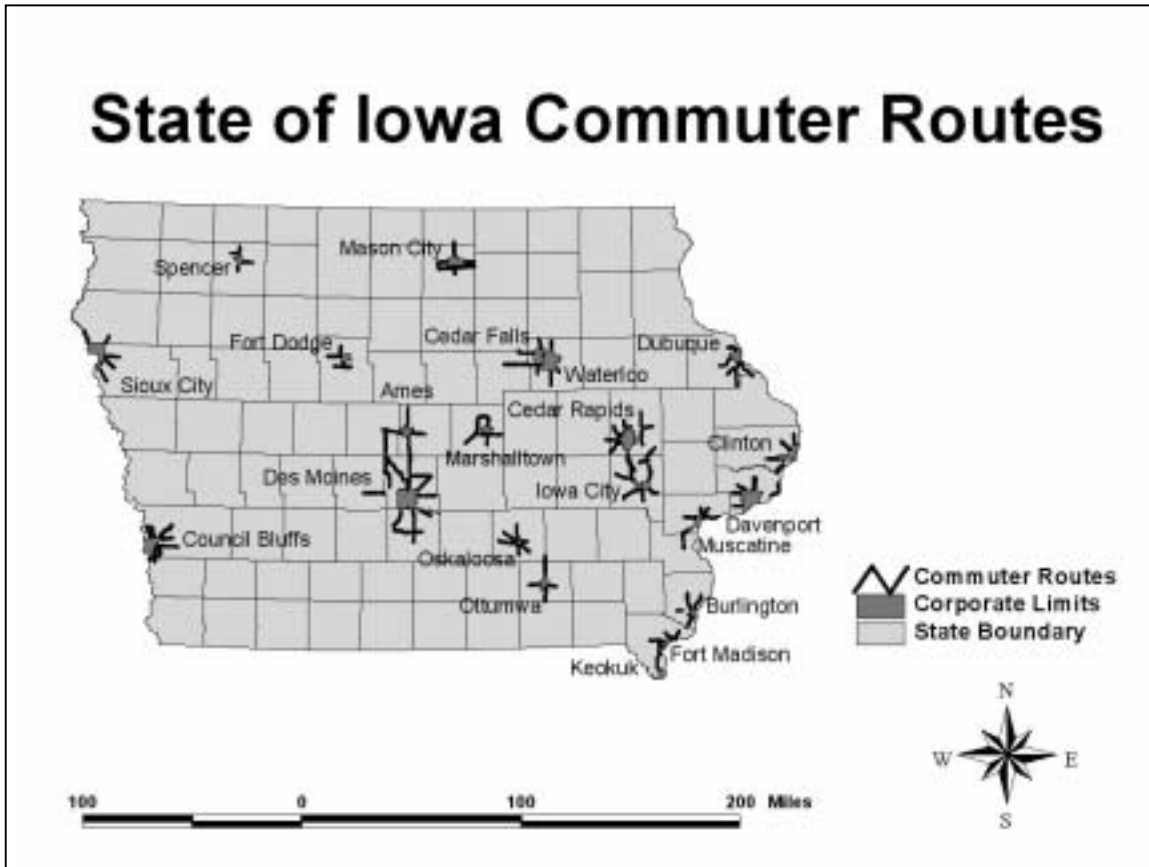 State of Iowa Commuter Routes
Mason City
Spencer
Cedar Falls
Fort Dodge
Dubuque
Waterloo
Sioux City
Ames
Cedar Rapids
Clinton
Marshalltown
Des Moines
Iowa City
Davenport
Council Bluffs
Muscatine
Oskaloosa
Ottumwa
Burlington
Fort Madison
Keokuk
Commuter Routes
Corporate Limits
State Boundary
N
W E
S
100 0 100 200 Miles